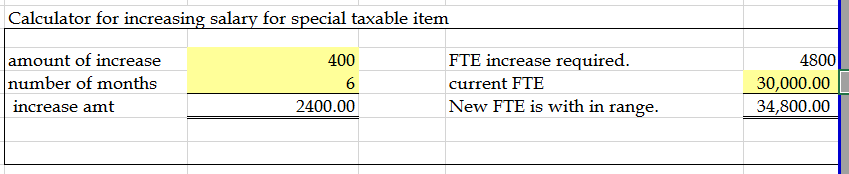 Calculator for increasing salary for special taxable item
amount of increase 400 FTE increase required. 4800
number of months 6 current FTE 30,000.00
increase amt 2400.00 New FTE is with in range. 34,800.00